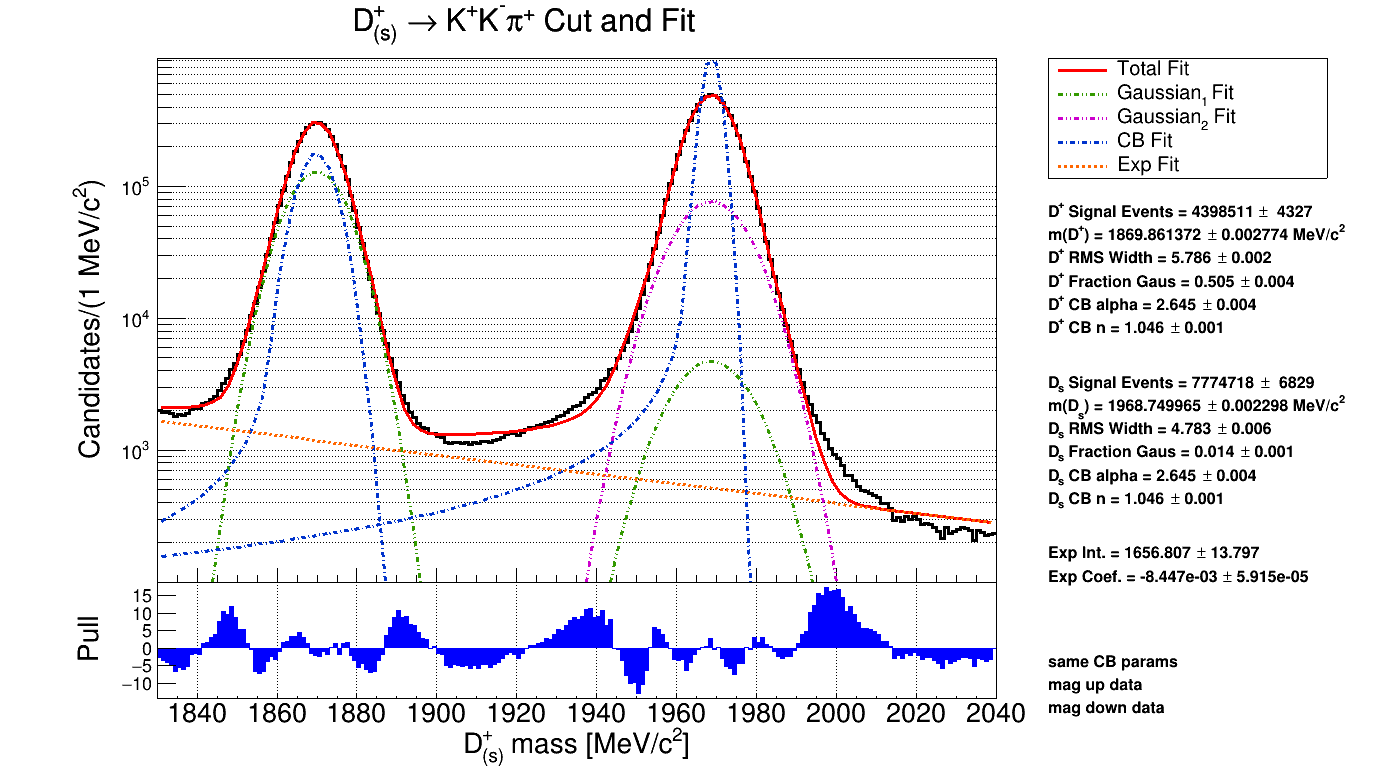 D⁺₍ₛ₎ → K⁺K⁻π⁺ Cut and Fit
Candidates/(1 MeV/c²)
10⁵
10⁴
10³
Total Fit
Gaussian₁ Fit
Gaussian₂ Fit
CB Fit
Exp Fit
D⁺ Signal Events = 4398511 ± 4327
m(D⁺) = 1869.861372 ± 0.002774 MeV/c²
D⁺ RMS Width = 5.786 ± 0.002
D⁺ Fraction Gaus = 0.505 ± 0.004
D⁺ CB alpha = 2.645 ± 0.004
D⁺ CB n = 1.046 ± 0.001
Dₛ Signal Events = 7774718 ± 6829
m(Dₛ) = 1968.749965 ± 0.002298 MeV/c²
Dₛ RMS Width = 4.783 ± 0.006
Dₛ Fraction Gaus = 0.014 ± 0.001
Dₛ CB alpha = 2.645 ± 0.004
Dₛ CB n = 1.046 ± 0.001
Exp Int. = 1656.807 ± 13.797
Exp Coef. = -8.447e-03 ± 5.915e-05
same CB params
mag up data
mag down data
Pull
15
10
5
0
−5
−10
1840 1860 1880 1900 1920 1940 1960 1980 2000 2020 2040
D⁺₍ₛ₎ mass [MeV/c²]